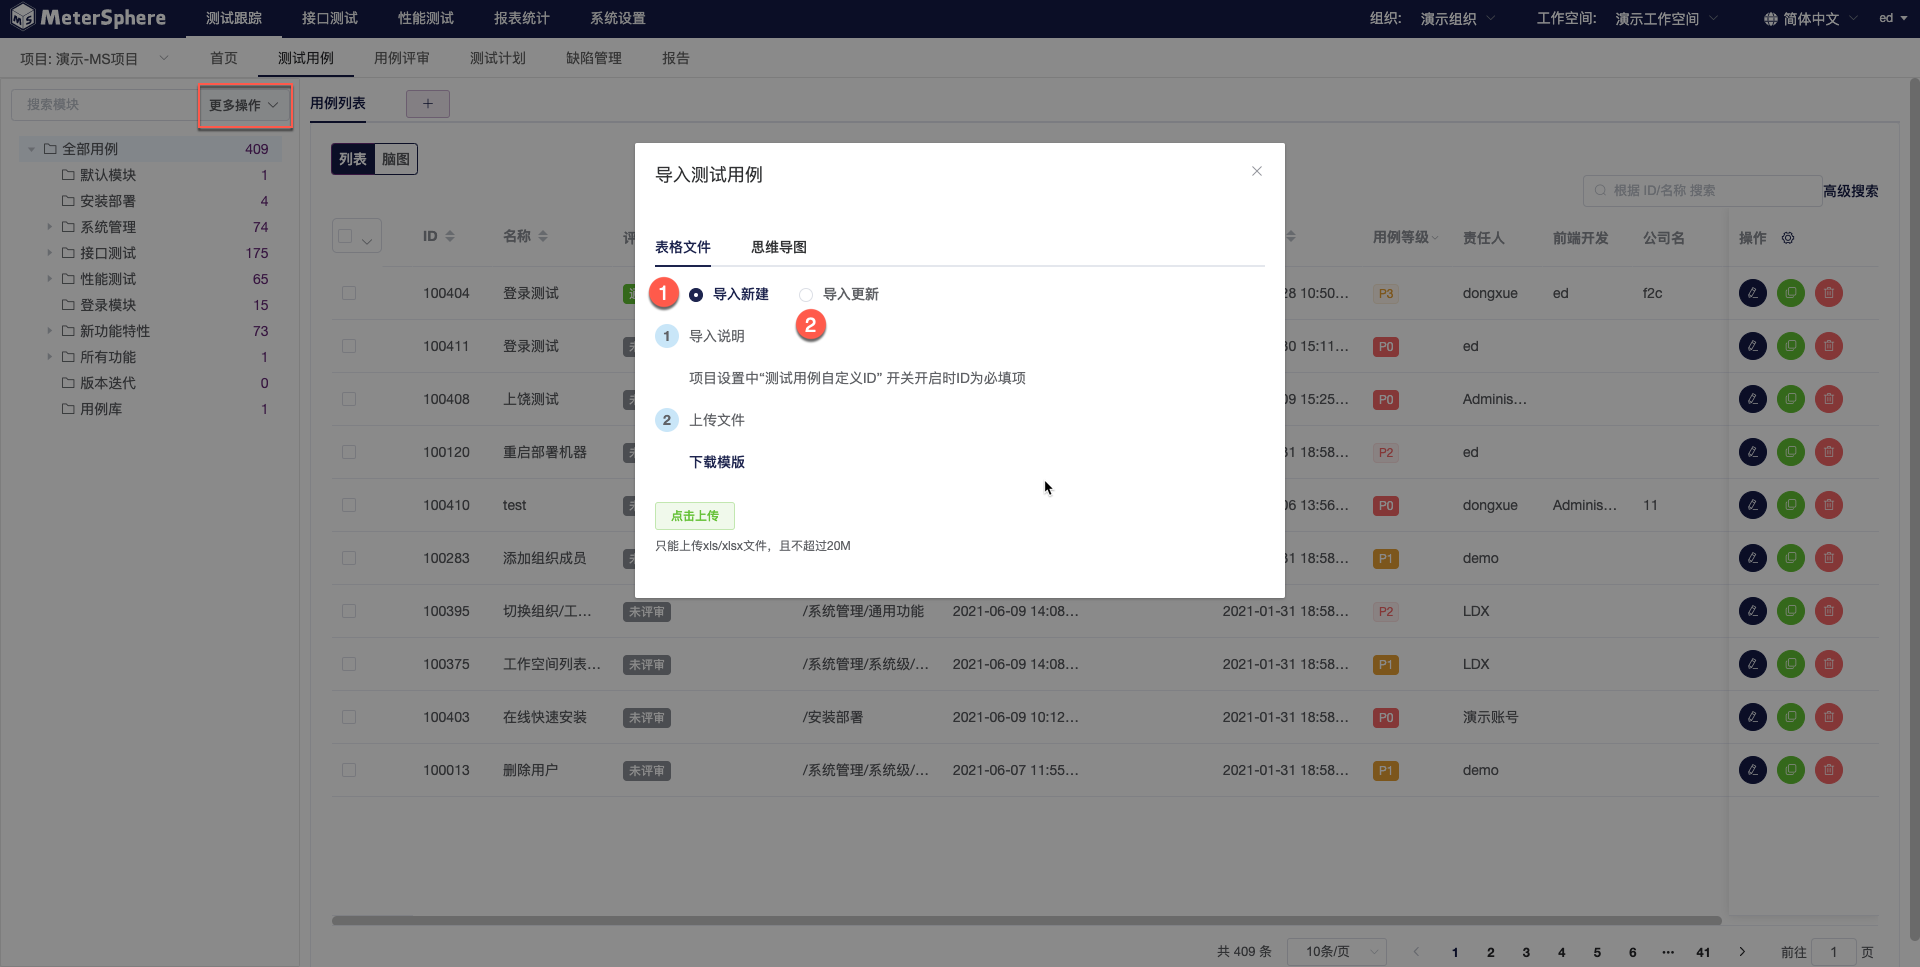 MeterSphere 测试跟踪 接口测试 性能测试 报表统计 系统设置 组织: 演示组织 工作空间: 演示工作空间 简体中文 ed
项目: 演示-MS项目 首页 测试用例 用例评审 测试计划 缺陷管理 报告
搜索模块 更多操作
全部用例 409
默认模块 1
安装部署 4
系统管理 74
接口测试 175
性能测试 65
登录模块 15
新功能特性 73
所有功能 1
版本迭代 0
用例库 1
用例列表 +
列表 脑图
根据 ID/名称 搜索 高级搜索
ID 名称 评 用例等级 责任人 前端开发 公司名 操作
100404 登录测试 28 10:50... P3 dongxue ed f2c
100411 登录测试 未 30 15:11... P0 ed
100408 上饶测试 未 09 15:25... P0 Adminis...
100120 重启部署机器 未 31 18:58... P2 ed
100410 test 未 06 13:56... P0 dongxue Adminis... 11
100283 添加组织成员 未 31 18:58... P1 demo
100395 切换组织/工... 未评审 /系统管理/通用功能 2021-06-09 14:08... 2021-01-31 18:58... P2 LDX
100375 工作空间列表... 未评审 /系统管理/系统级/... 2021-06-09 14:08... 2021-01-31 18:58... P1 LDX
100403 在线快速安装 未评审 /安装部署 2021-06-09 10:12... 2021-01-31 18:58... P0 演示账号
100013 删除用户 未评审 /系统管理/系统级/... 2021-06-07 11:55... 2021-01-31 18:58... P1 demo
导入测试用例
表格文件 思维导图
1 导入新建 导入更新
2
1 导入说明
项目设置中“测试用例自定义ID” 开关开启时ID为必填项
2 上传文件
下载模版
点击上传
只能上传xls/xlsx文件，且不超过20M
共 409 条 10条/页 1 2 3 4 5 6 ... 41 前往 1 页